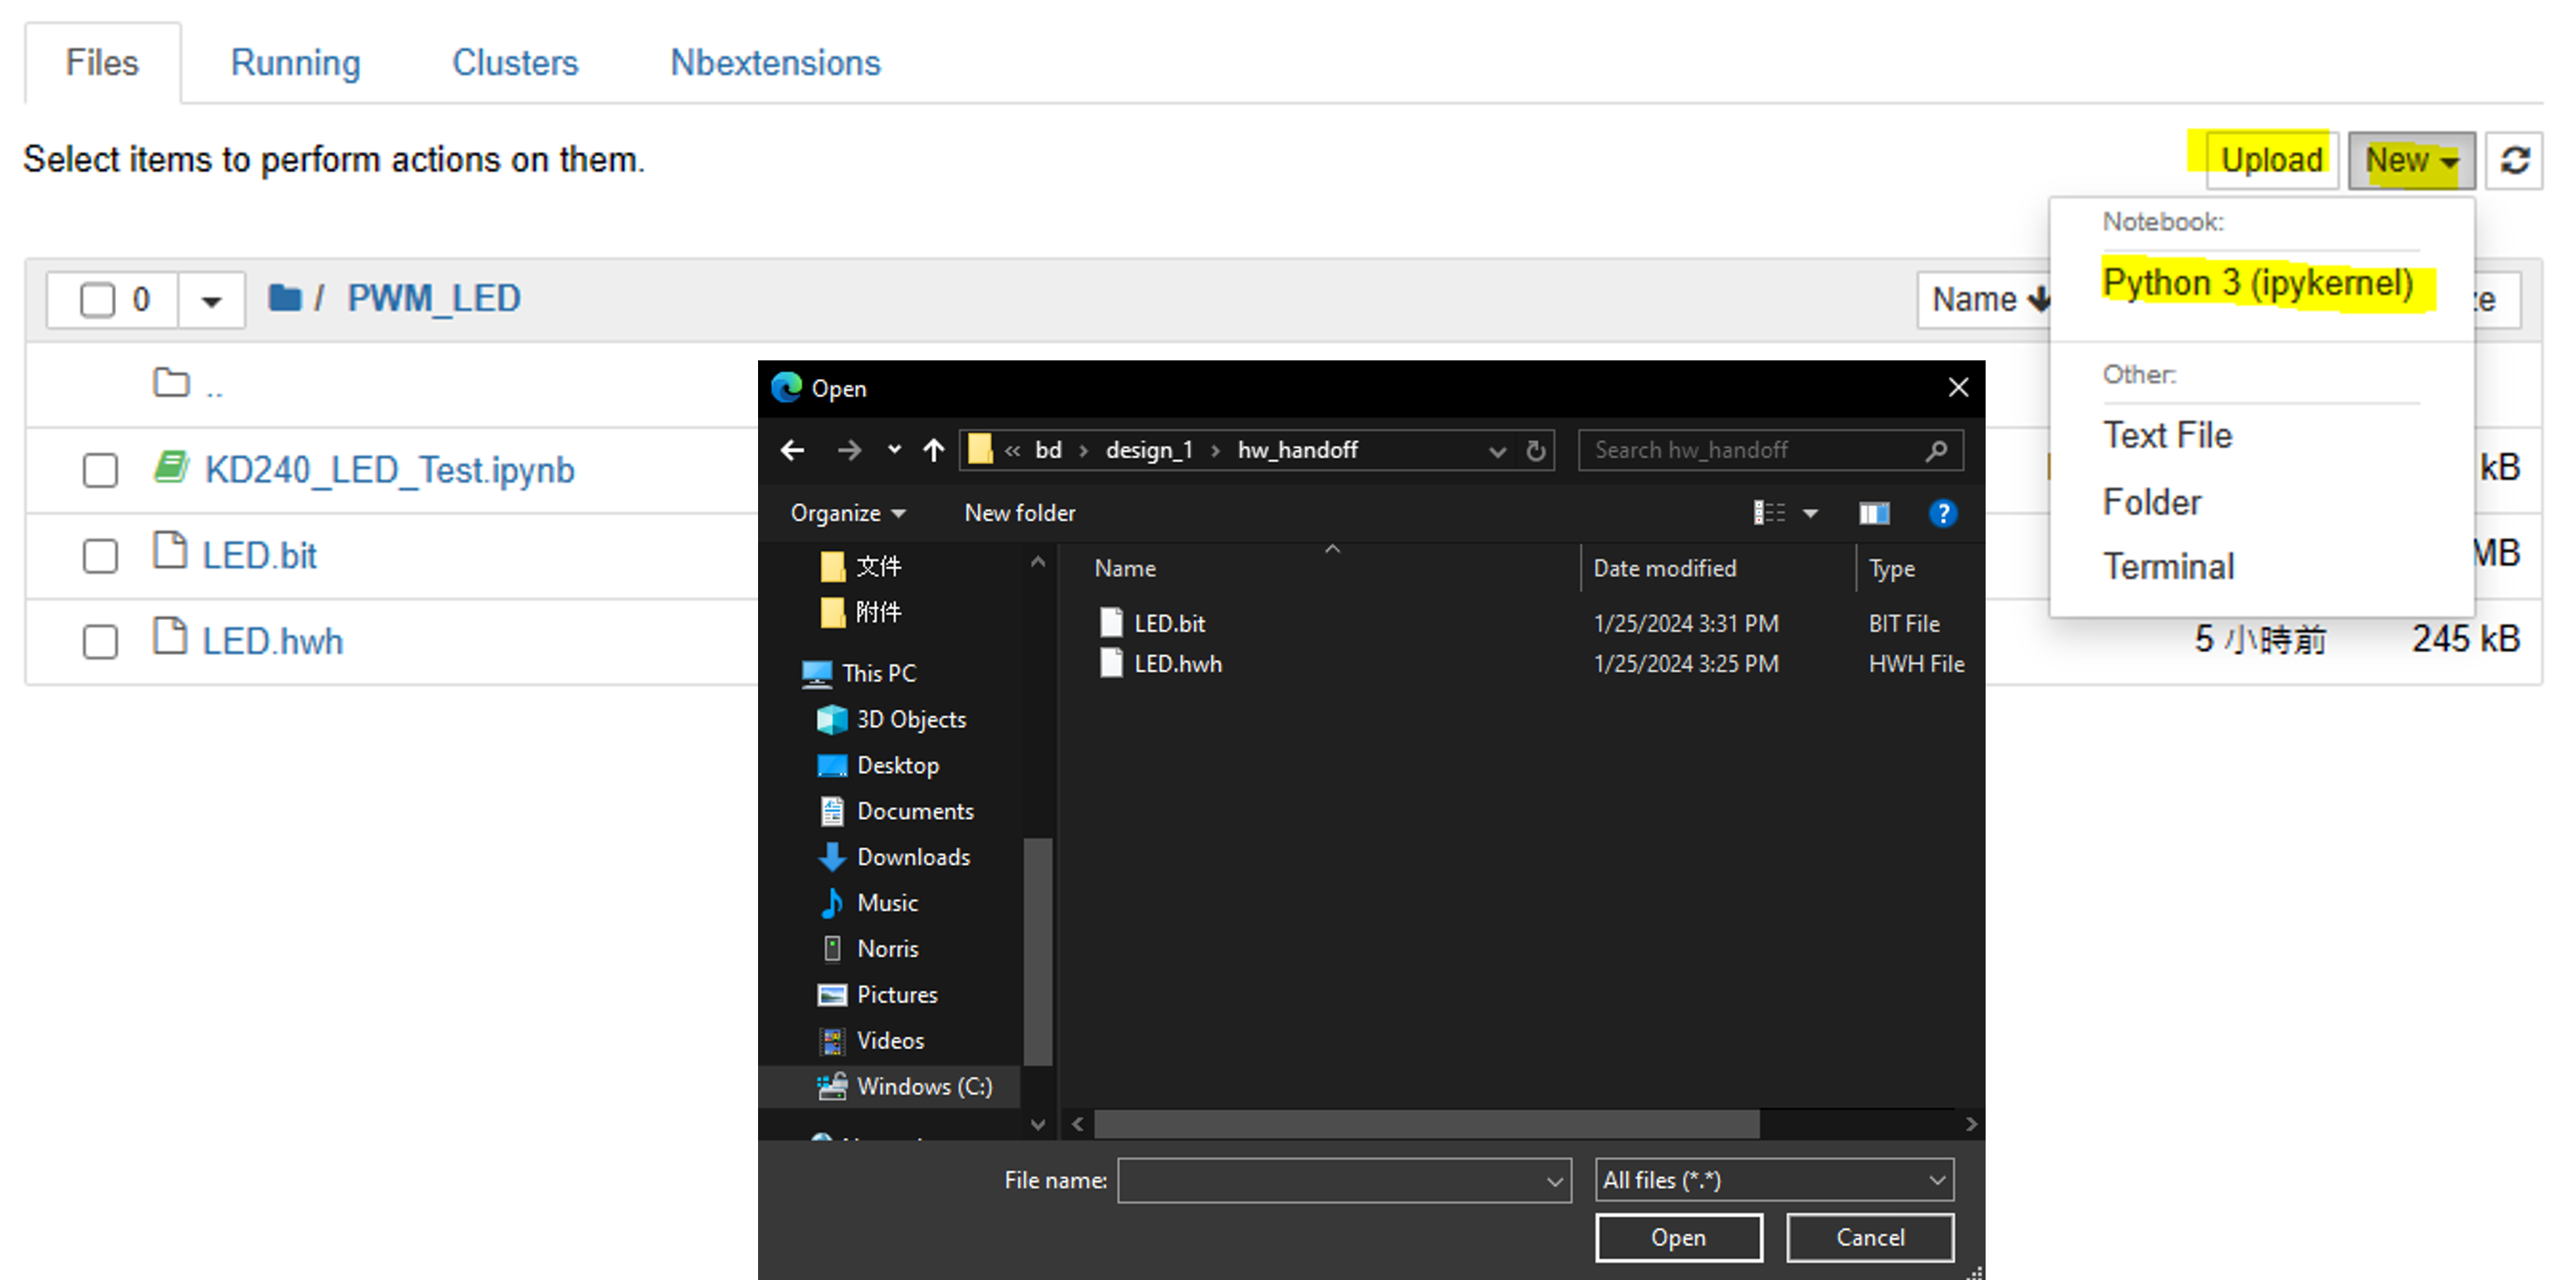 Files Running Clusters Nbextensions
Select items to perform actions on them.
Upload New
Notebook:
Python 3 (ipykernel)
Other:
Text File
Folder
Terminal
0 / PWM_LED
Name
..
KD240_LED_Test.ipynb
kB
LED.bit
MB
LED.hwh
5 小時前 245 kB
Open
« bd › design_1 › hw_handoff
Search hw_handoff
Organize New folder
文件
附件
This PC
3D Objects
Desktop
Documents
Downloads
Music
Norris
Pictures
Videos
Windows (C:)
Name Date modified Type
LED.bit 1/25/2024 3:31 PM BIT File
LED.hwh 1/25/2024 3:25 PM HWH File
File name:
All files (*.*)
Open Cancel